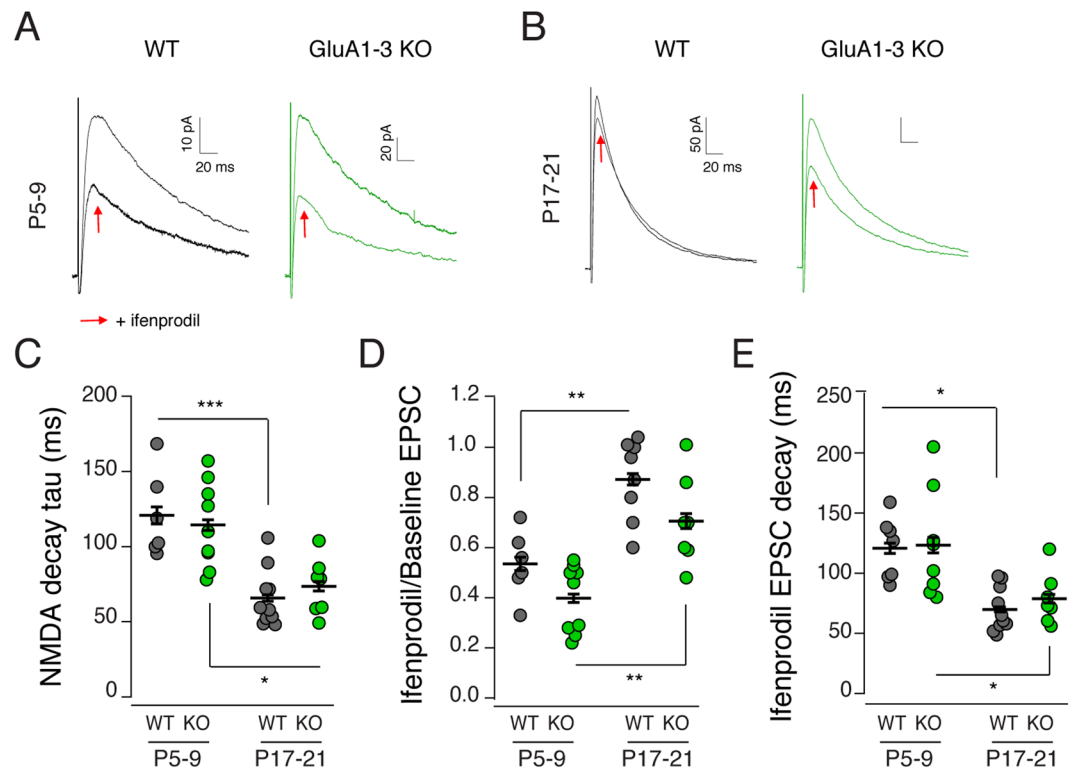 A
B
WT
GluA1-3 KO
WT
GluA1-3 KO
P5-9
10 pA
20 ms
20 pA
P17-21
50 pA
20 ms
+ ifenprodil
C
D
E
NMDA decay tau (ms)
200
150
100
50
0
***
*
WT KO
WT KO
P5-9
P17-21
Ifenprodil/Baseline EPSC
1.2
1.0
0.8
0.6
0.4
0.2
0.0
**
**
WT KO
WT KO
P5-9
P17-21
Ifenprodil EPSC decay (ms)
250
200
150
100
50
0
*
*
WT KO
WT KO
P5-9
P17-21